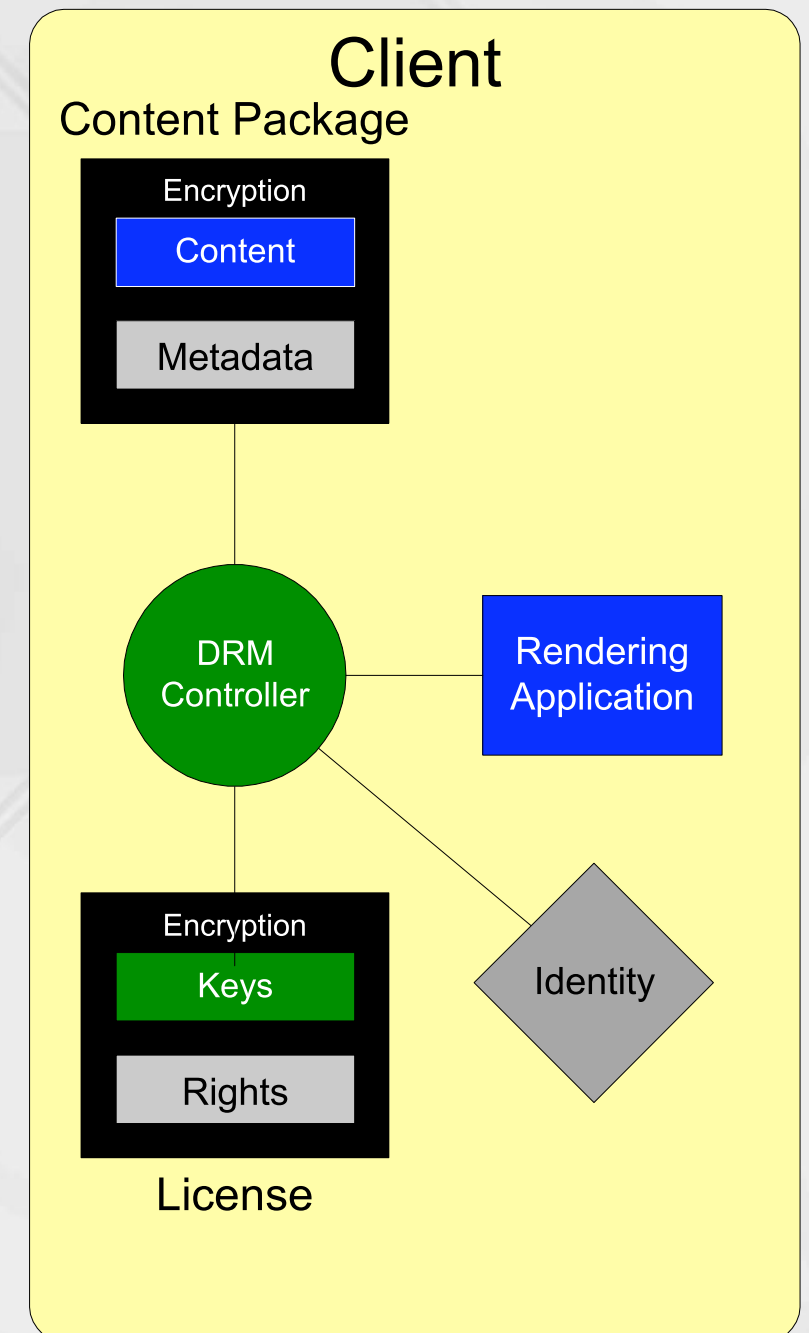 Client
Content Package
Encryption
Content
Metadata
DRM
Controller
Rendering
Application
Encryption
Keys
Rights
Identity
License